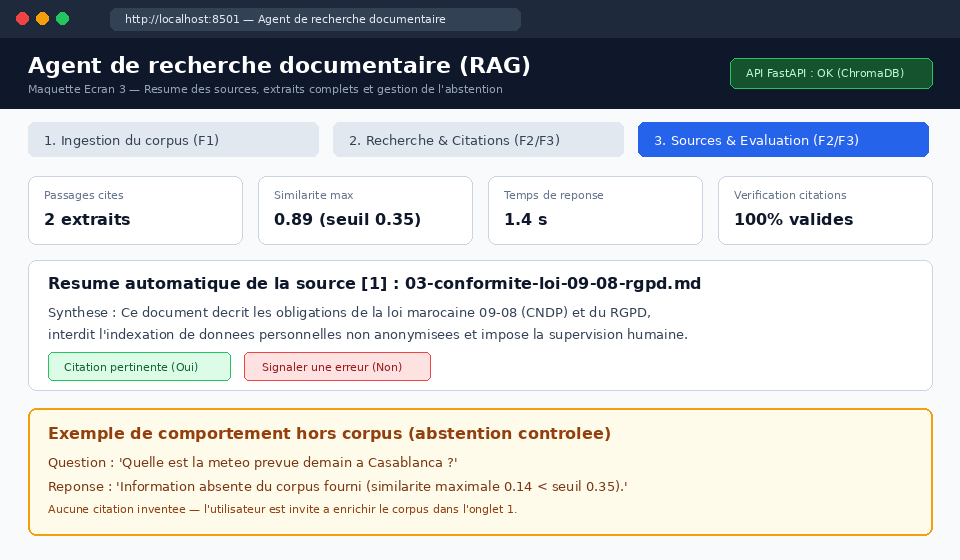 http://localhost:8501 — Agent de recherche documentaire
Agent de recherche documentaire (RAG)
Maquette Ecran 3 — Resume des sources, extraits complets et gestion de l'abstention
API FastAPI : OK (ChromaDB)
1. Ingestion du corpus (F1)
2. Recherche & Citations (F2/F3)
3. Sources & Evaluation (F2/F3)
Passages cites
2 extraits
Similarite max
0.89 (seuil 0.35)
Temps de reponse
1.4 s
Verification citations
100% valides
Resume automatique de la source [1] : 03-conformite-loi-09-08-rgpd.md
Synthese : Ce document decrit les obligations de la loi marocaine 09-08 (CNDP) et du RGPD,
interdit l'indexation de donnees personnelles non anonymisees et impose la supervision humaine.
Citation pertinente (Oui)
Signaler une erreur (Non)
Exemple de comportement hors corpus (abstention controlee)
Question : 'Quelle est la meteo prevue demain a Casablanca ?'
Reponse : 'Information absente du corpus fourni (similarite maximale 0.14 < seuil 0.35).'
Aucune citation inventee — l'utilisateur est invite a enrichir le corpus dans l'onglet 1.